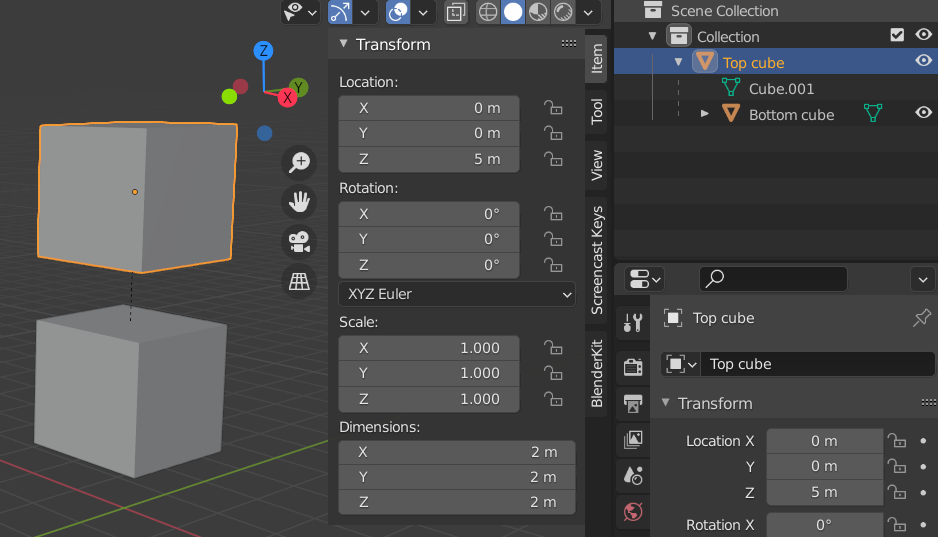 Z
Y
X
Transform
Location:
X 0 m
Y 0 m
Z 5 m
Rotation:
X 0°
Y 0°
Z 0°
XYZ Euler
Scale:
X 1.000
Y 1.000
Z 1.000
Dimensions:
X 2 m
Y 2 m
Z 2 m
Item
Tool
View
Screencast Keys
BlenderKit
Scene Collection
Collection
Top cube
Cube.001
Bottom cube
Top cube
Top cube
Transform
Location X 0 m
Y 0 m
Z 5 m
Rotation X 0°